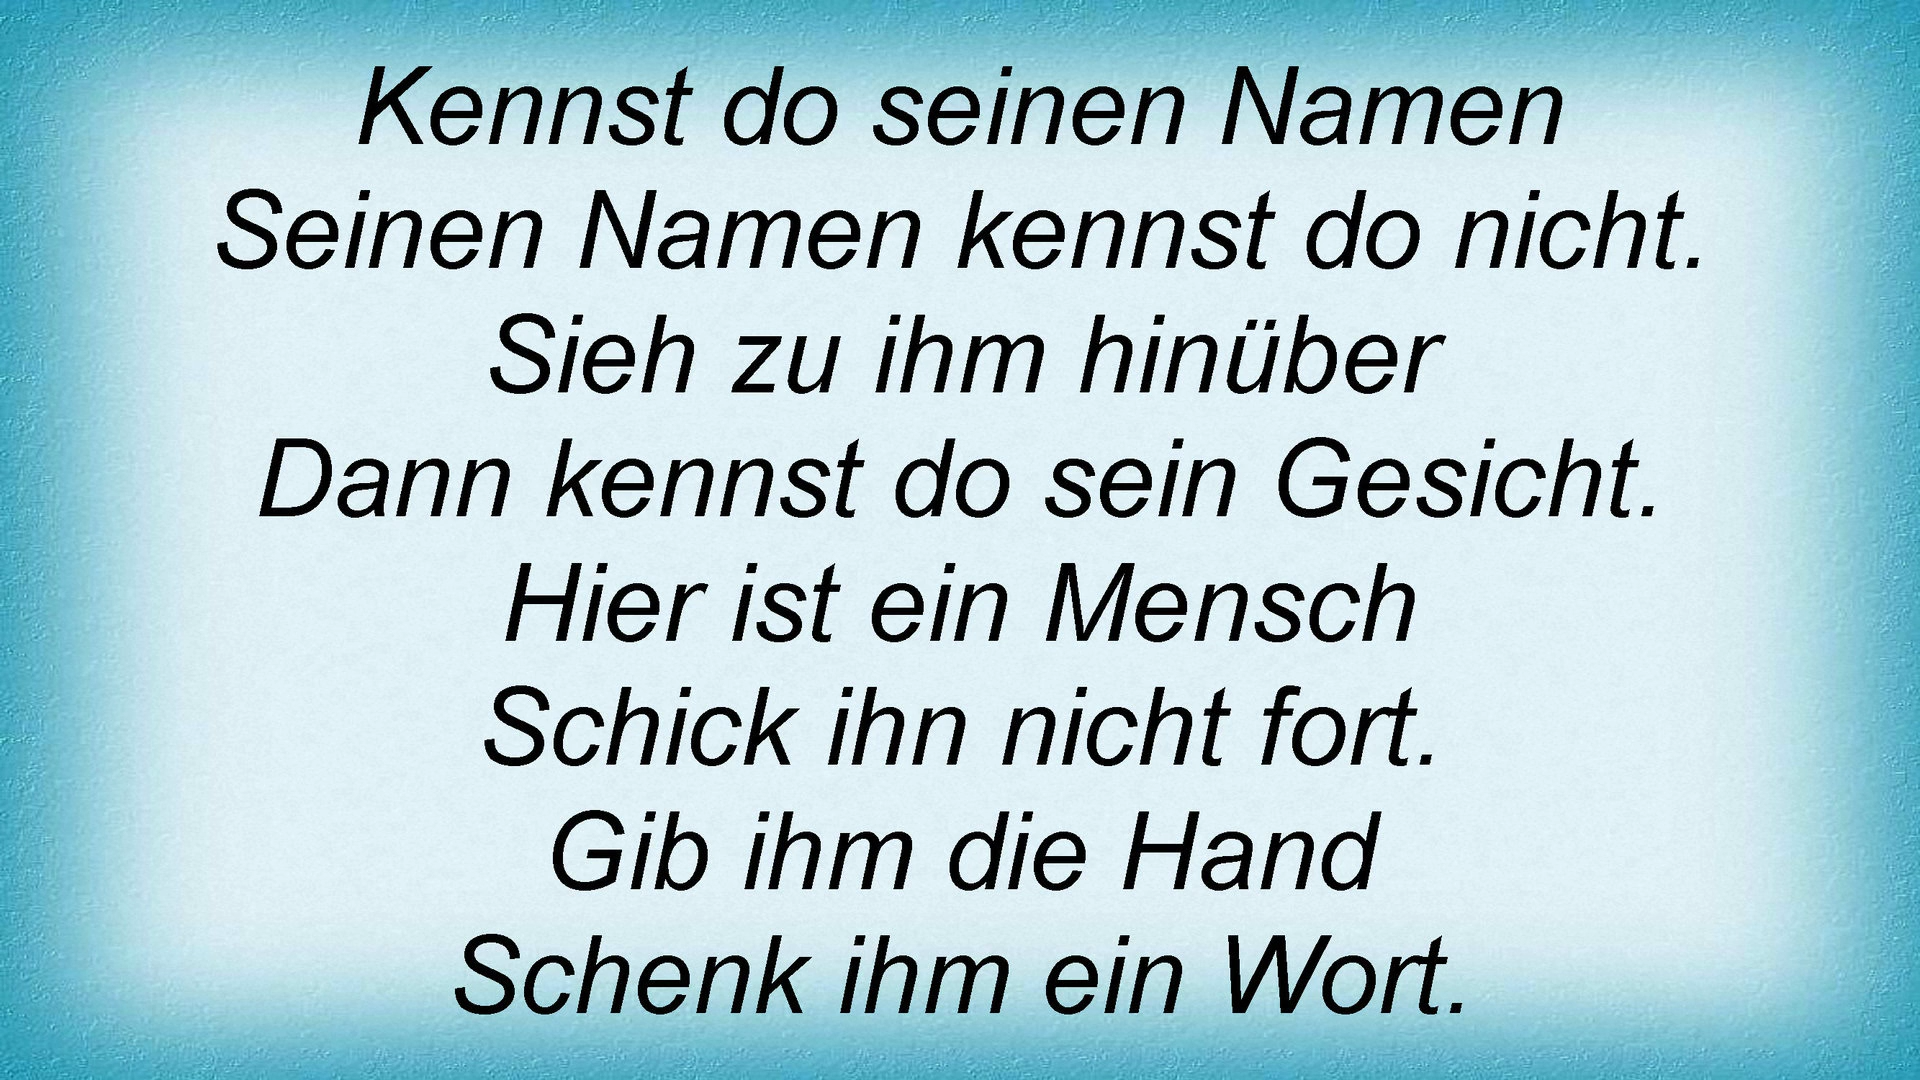 Kennst do seinen Namen
Seinen Namen kennst do nicht.
Sieh zu ihm hinüber
Dann kennst do sein Gesicht.
Hier ist ein Mensch
Schick ihn nicht fort.
Gib ihm die Hand
Schenk ihm ein Wort.